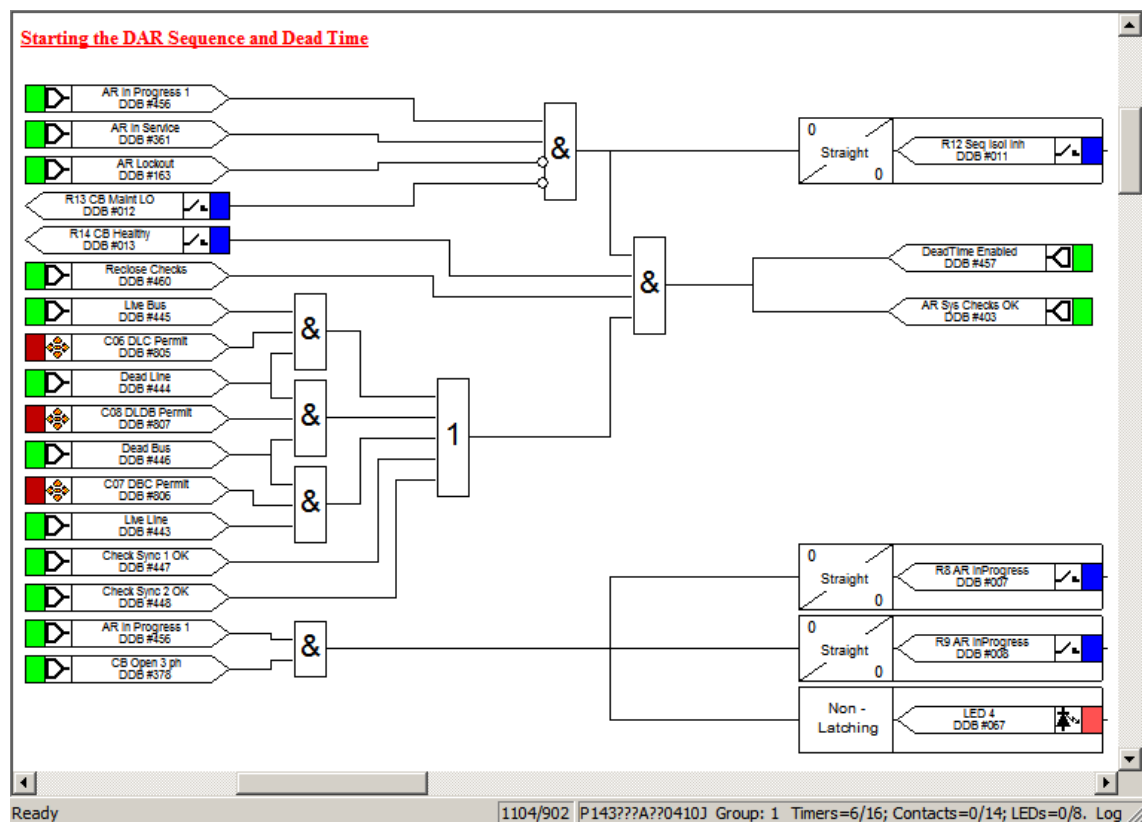 Starting the DAR Sequence and Dead Time
AR In Progress 1
DDB #456
AR In Service
DDB #361
AR Lockout
DDB #163
R13 CB Maint LO
DDB #012
R14 CB Healthy
DDB #013
Reclose Checks
DDB #460
Live Bus
DDB #445
C06 DLC Permit
DDB #805
Dead Line
DDB #444
C08 DLDB Permit
DDB #807
Dead Bus
DDB #446
C07 DBC Permit
DDB #806
Live Line
DDB #443
Check Sync 1 OK
DDB #447
Check Sync 2 OK
DDB #448
AR In Progress 1
DDB #456
CB Open 3 ph
DDB #378
&
&
&
&
&
1
&
0
Straight
0
R12 Seq Isol Inh
DDB #011
DeadTime Enabled
DDB #457
AR Sys Checks OK
DDB #403
0
Straight
0
R8 AR InProgress
DDB #007
0
Straight
0
R9 AR InProgress
DDB #008
Non -
Latching
LED 4
DDB #067
Ready
1104/902
P143???A??0410J Group: 1 Timers=6/16; Contacts=0/14; LEDs=0/8. Log